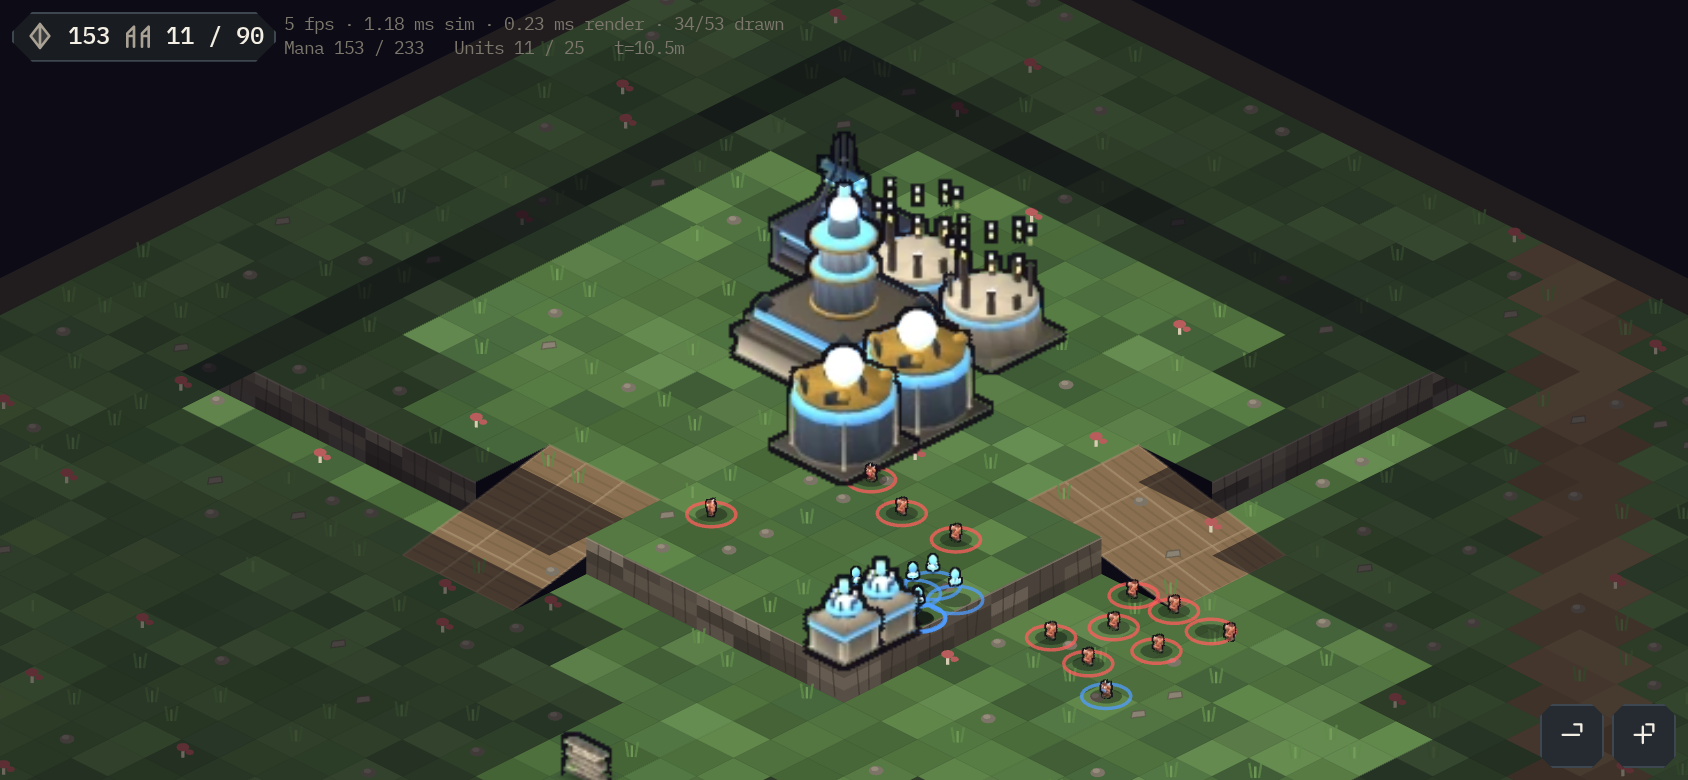 153 11 / 90
5 fps · 1.18 ms sim · 0.23 ms render · 34/53 drawn
Mana 153 / 233 Units 11 / 25 t=10.5m